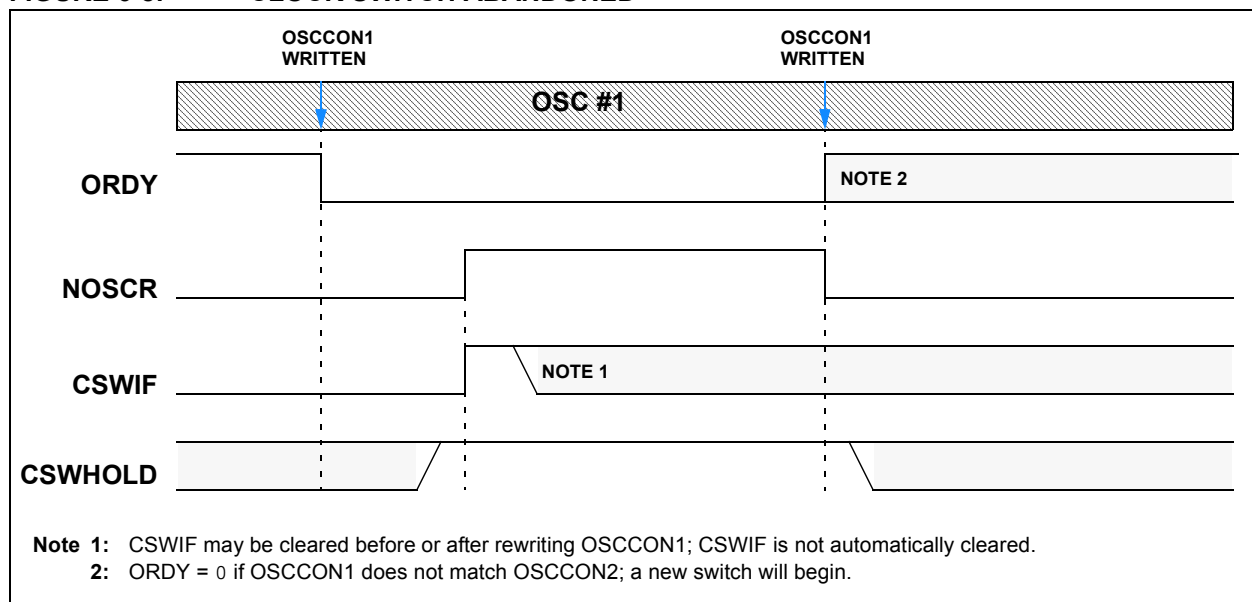 OSCCON1
WRITTEN
OSCCON1
WRITTEN
OSC #1
ORDY
NOTE 2
NOSCR
CSWIF
NOTE 1
CSWHOLD
Note 1: CSWIF may be cleared before or after rewriting OSCCON1; CSWIF is not automatically cleared.
2: ORDY = 0 if OSCCON1 does not match OSCCON2; a new switch will begin.